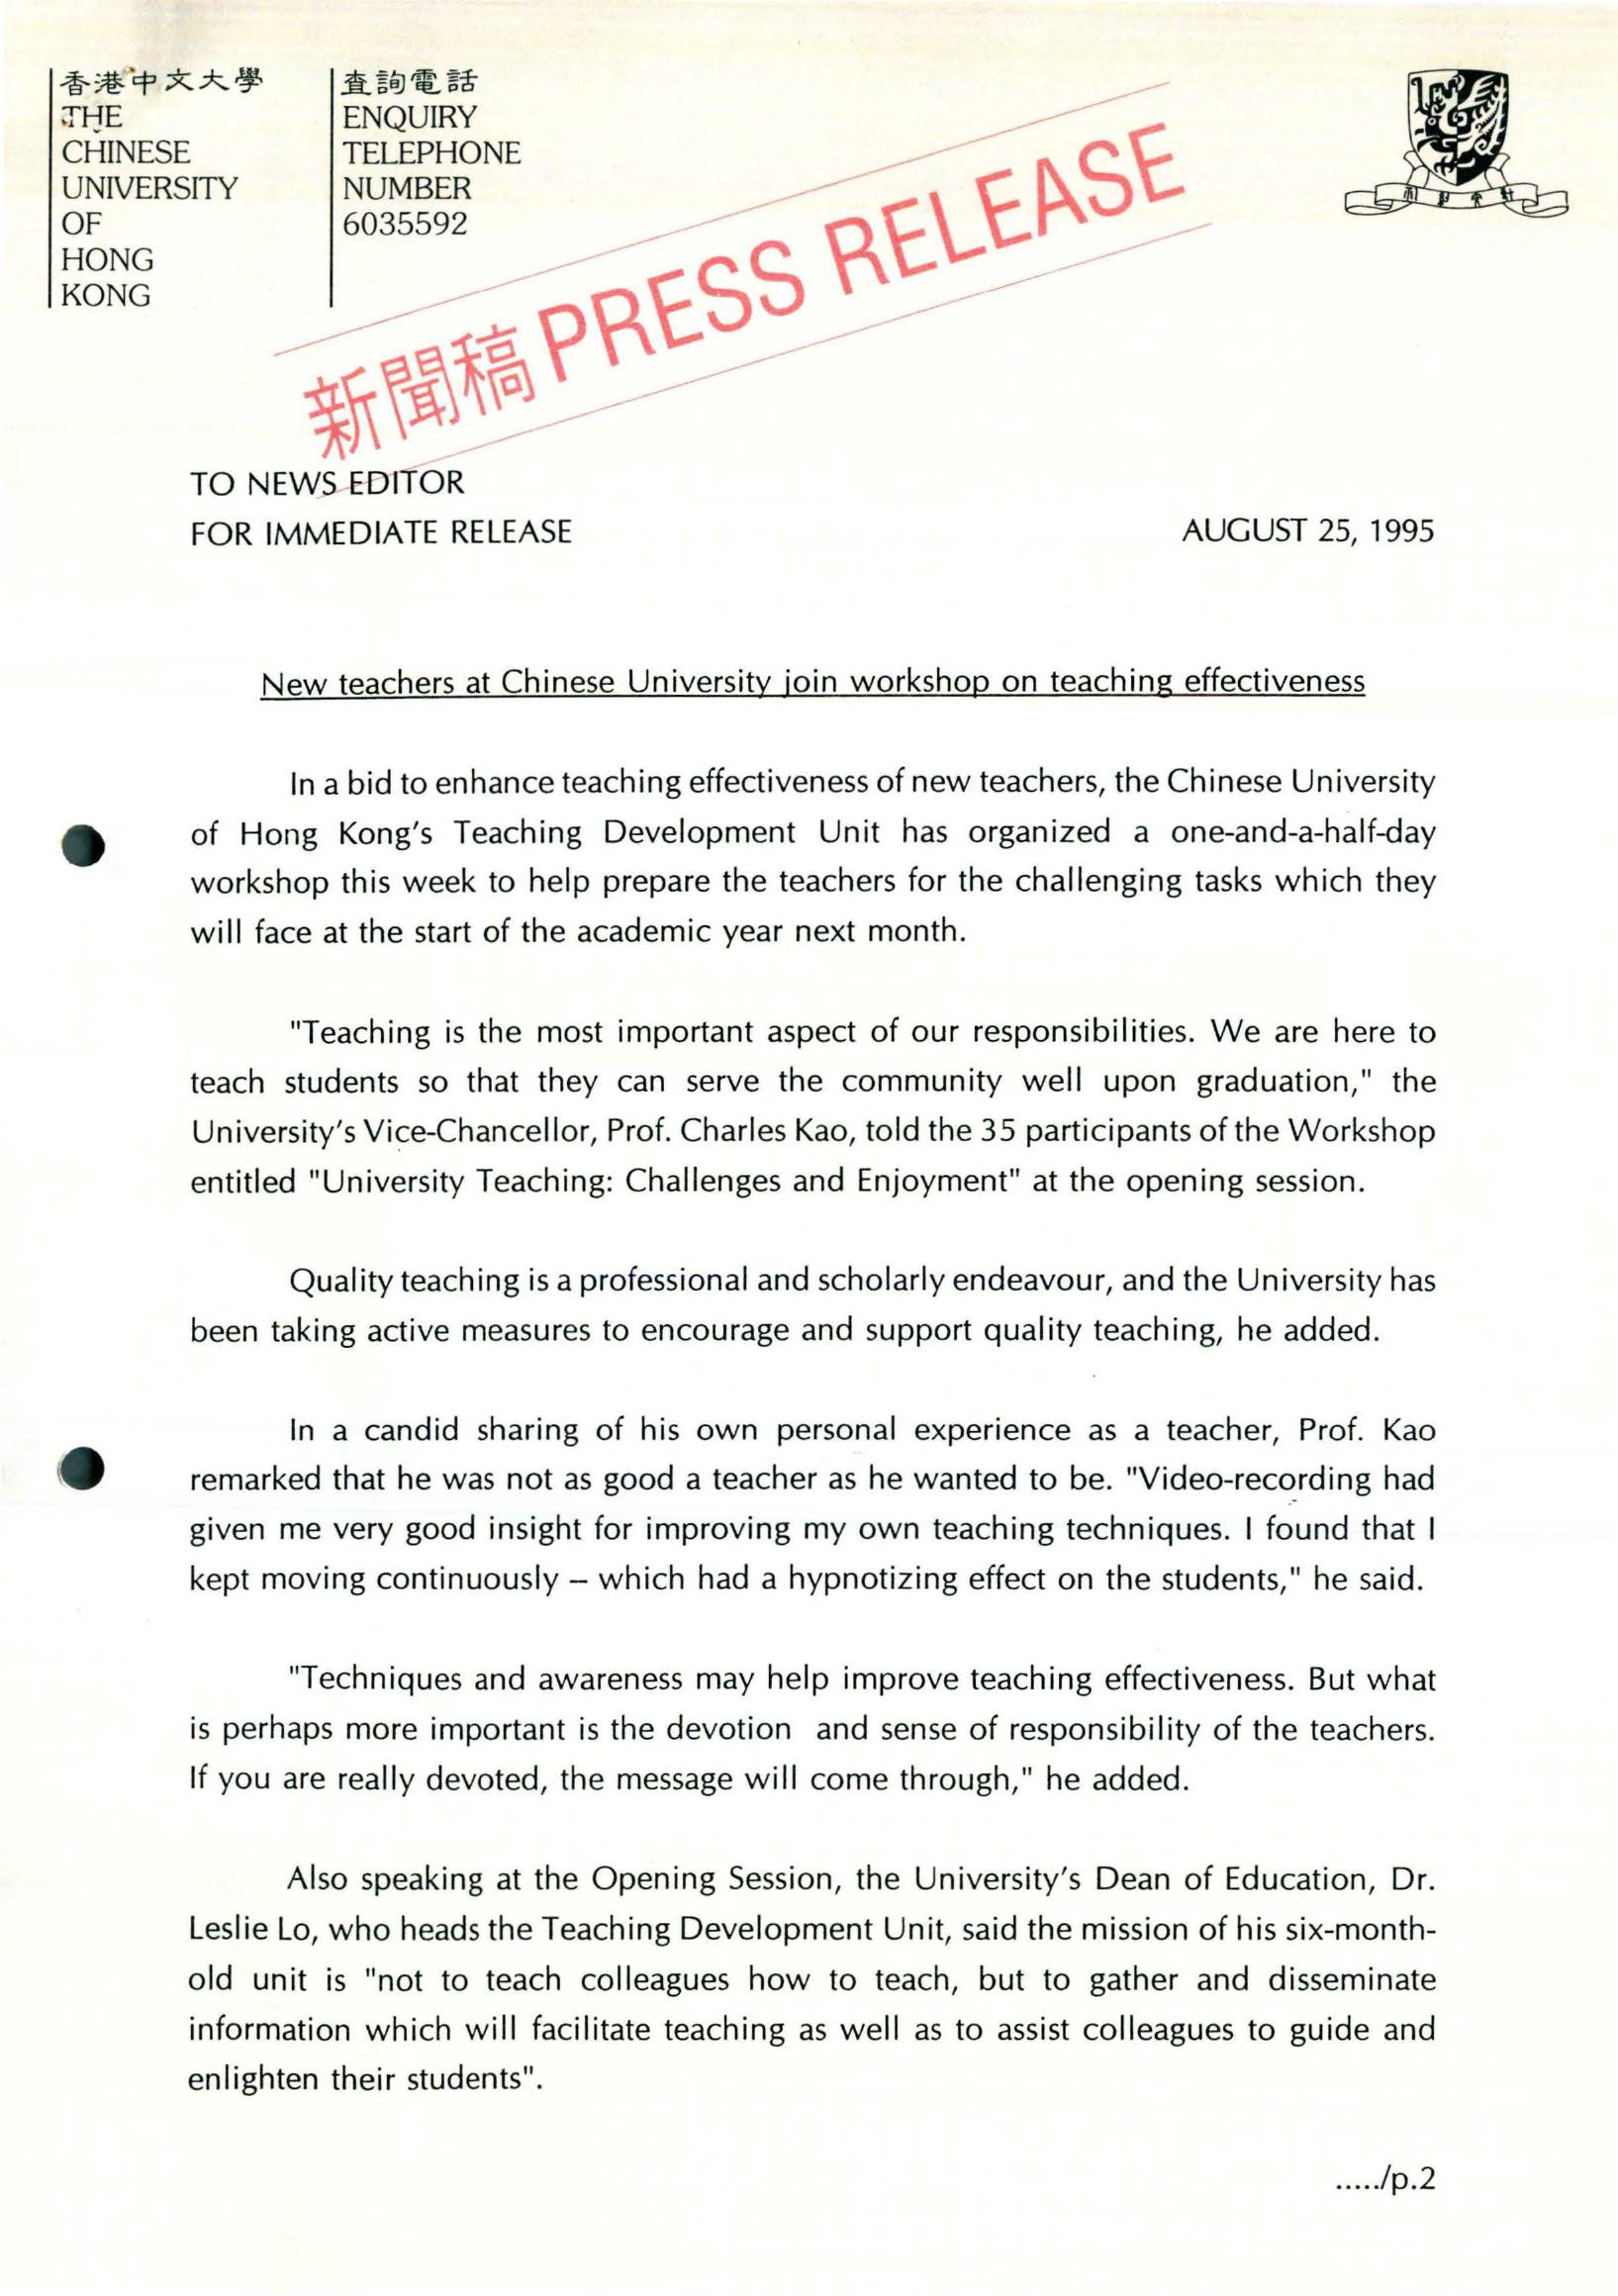 香港中文大學
THE
CHINESE
UNIVERSITY
OF
HONG
KONG
查詢電話
ENQUIRY
TELEPHONE
NUMBER
6035592
新聞稿 PRESS RELEASE
TO NEWS EDITOR
FOR IMMEDIATE RELEASE AUGUST 25, 1995
New teachers at Chinese University join workshop on teaching effectiveness
In a bid to enhance teaching effectiveness of new teachers, the Chinese University
of Hong Kong's Teaching Development Unit has organized a one-and-a-half-day
workshop this week to help prepare the teachers for the challenging tasks which they
will face at the start of the academic year next month.
"Teaching is the most important aspect of our responsibilities. We are here to
teach students so that they can serve the community well upon graduation," the
University's Vice-Chancellor, Prof. Charles Kao, told the 35 participants of the Workshop
entitled "University Teaching: Challenges and Enjoyment" at the opening session.
Quality teaching is a professional and scholarly endeavour, and the University has
been taking active measures to encourage and support quality teaching, he added.
In a candid sharing of his own personal experience as a teacher, Prof. Kao
remarked that he was not as good a teacher as he wanted to be. "Video-recording had
given me very good insight for improving my own teaching techniques. I found that I
kept moving continuously – which had a hypnotizing effect on the students," he said.
"Techniques and awareness may help improve teaching effectiveness. But what
is perhaps more important is the devotion and sense of responsibility of the teachers.
If you are really devoted, the message will come through," he added.
Also speaking at the Opening Session, the University's Dean of Education, Dr.
Leslie Lo, who heads the Teaching Development Unit, said the mission of his six-month-
old unit is "not to teach colleagues how to teach, but to gather and disseminate
information which will facilitate teaching as well as to assist colleagues to guide and
enlighten their students".
...../p.2